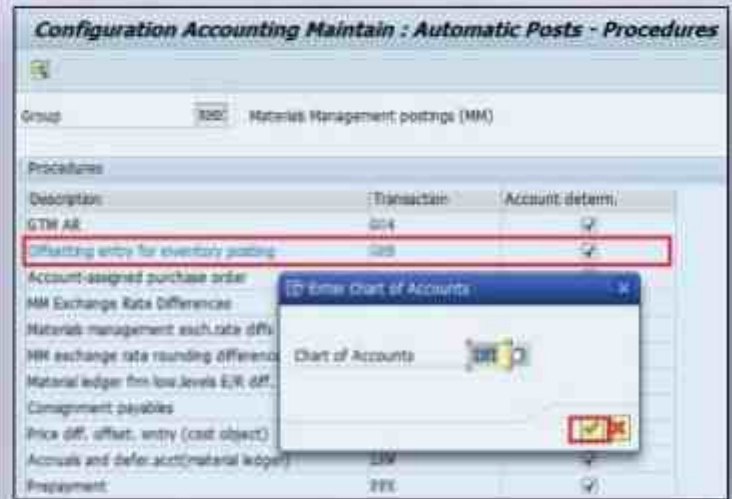 Configuration Accounting Maintain : Automatic Posts - Procedures
Group Materials Management postings (MM)
Procedures
Description Transaction Account determ.
GTM AR G04
Offsetting entry for inventory posting GBB
Account-assigned purchase order
MM Exchange Rate Differences
Materials management exch.rate diffs
MM exchange rate rounding differenc
Material ledger frm low.levels E/R diff.
Consignment payables
Price diff. offset. entry (cost object)
Accruals and defer.acct(material ledger)
Prepayment PPX
Enter Chart of Accounts
Chart of Accounts